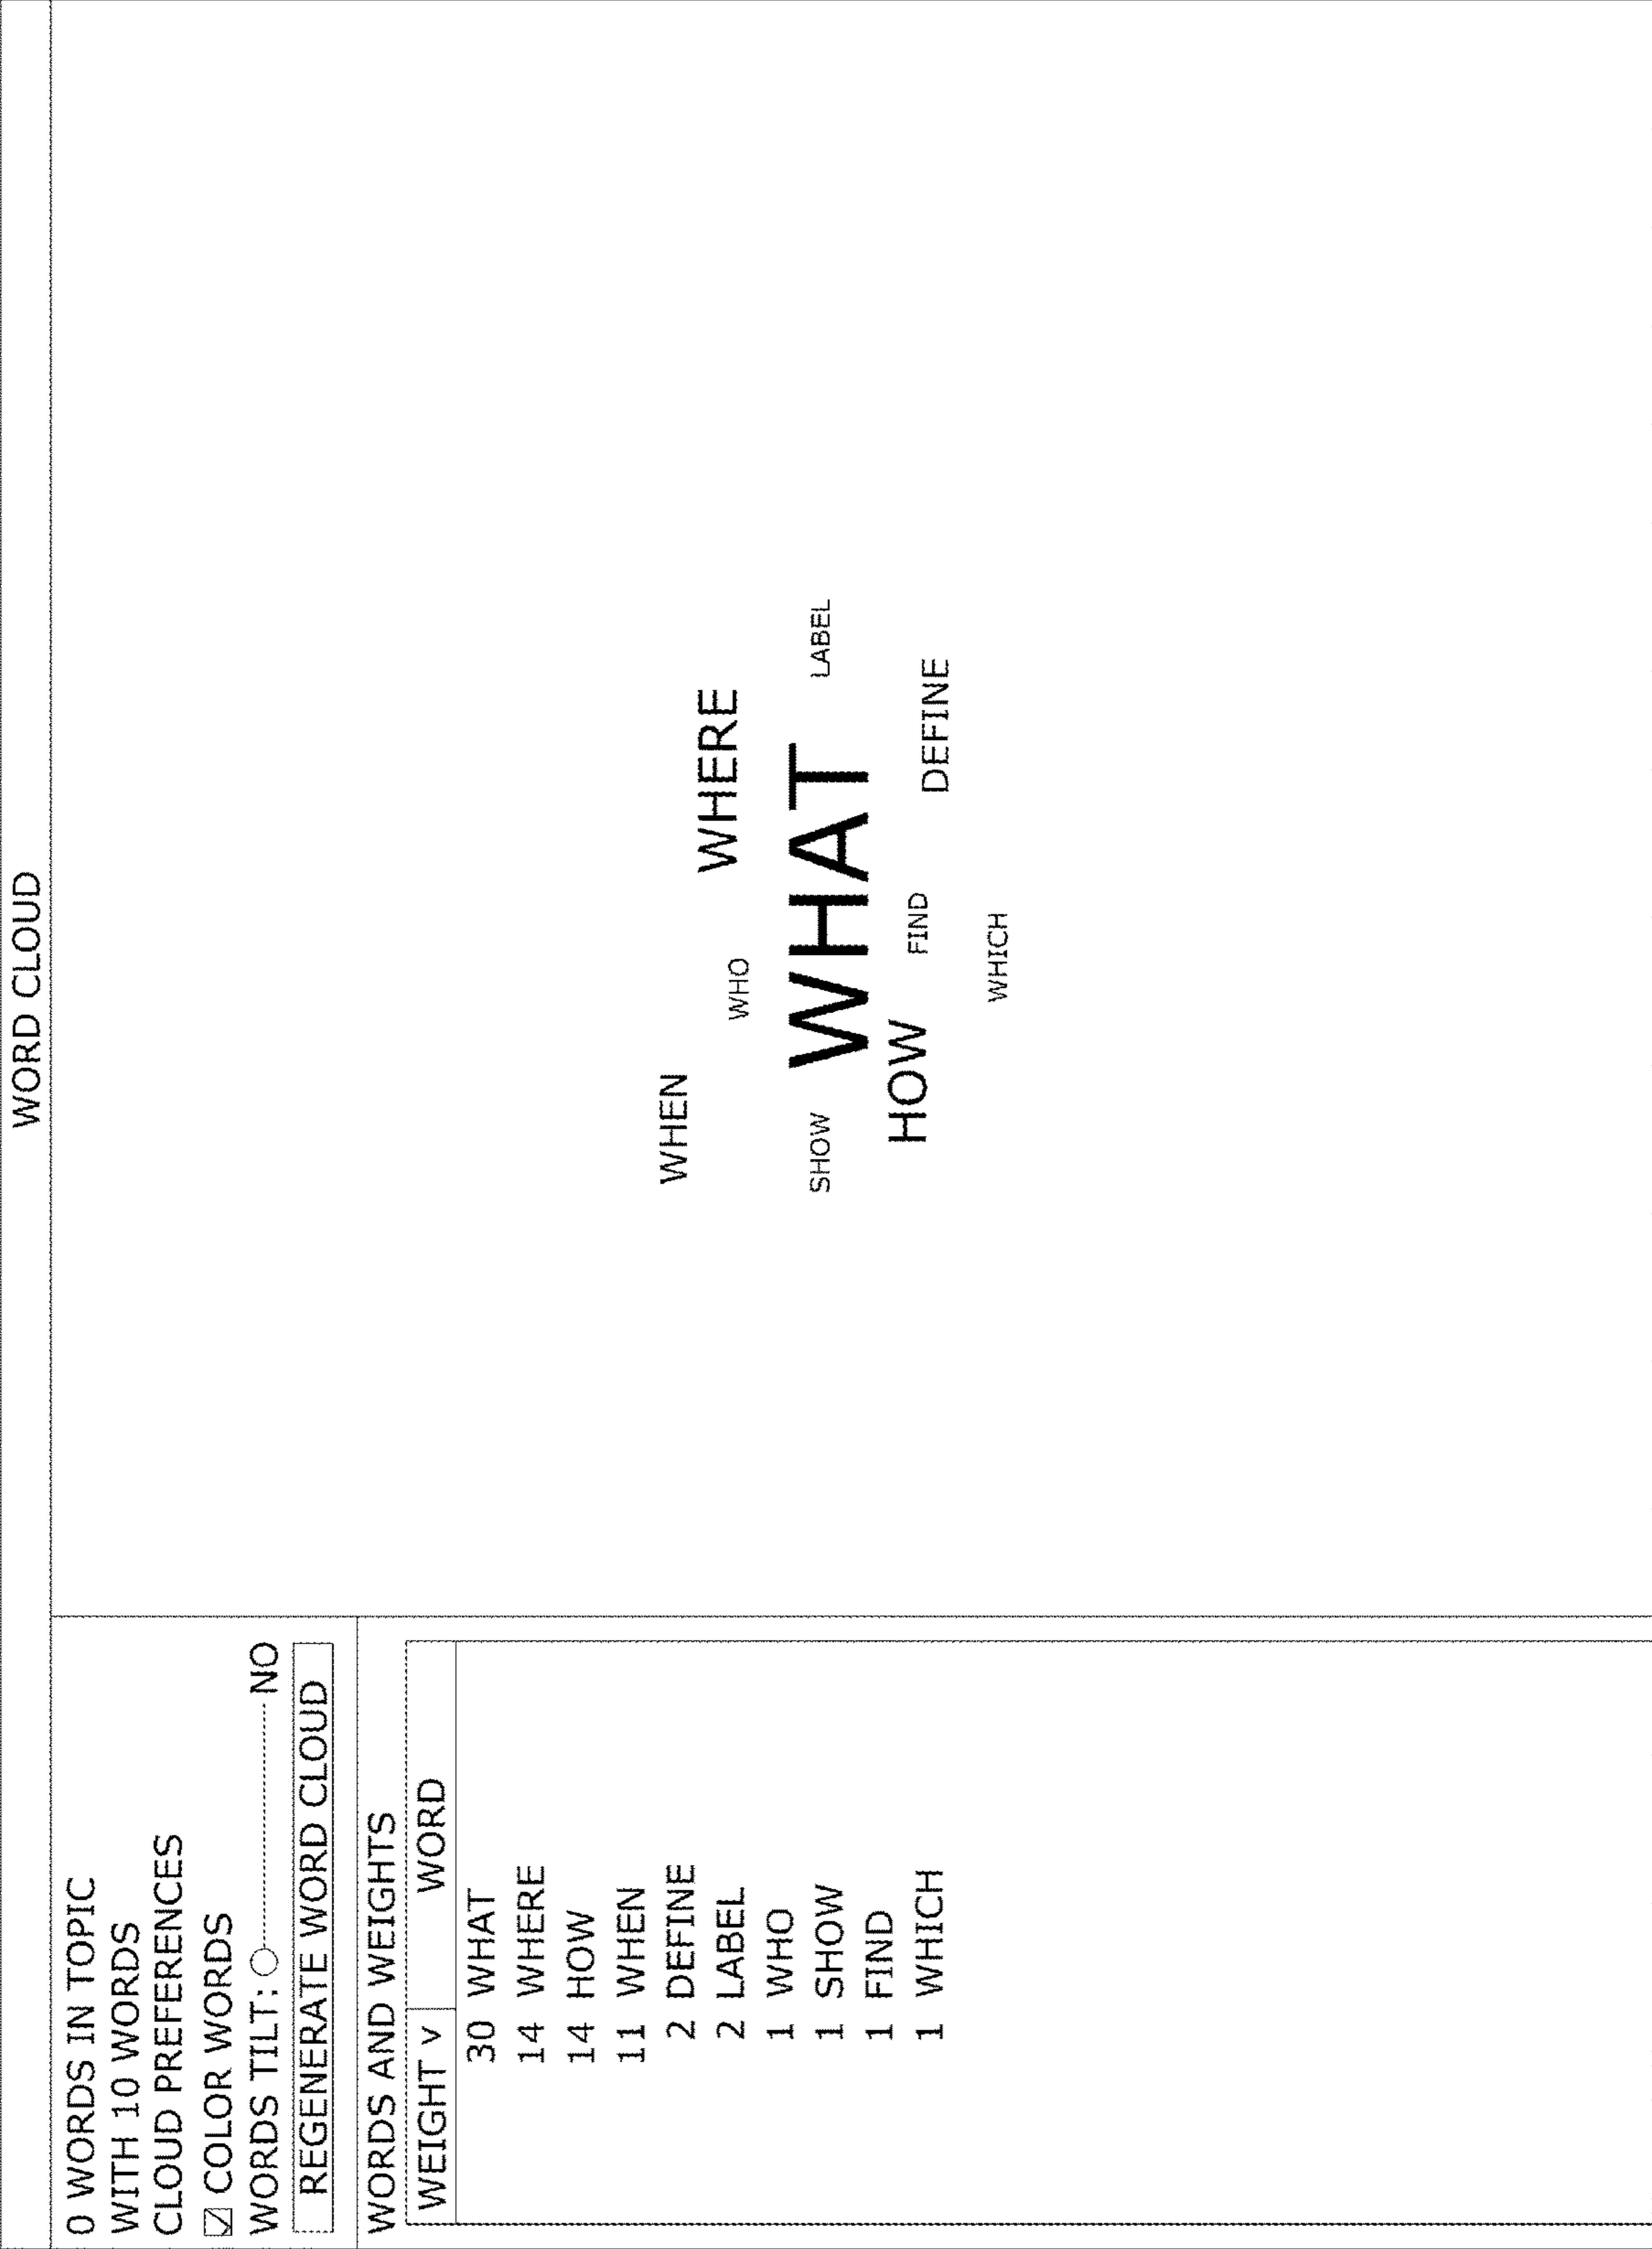 WORD CLOUD
0 WORDS IN TOPIC
WITH 10 WORDS
CLOUD PREFERENCES
☑ COLOR WORDS
WORDS TILT: NO
REGENERATE WORD CLOUD
WORDS AND WEIGHTS
WEIGHT v WORD
30 WHAT
14 WHERE
14 HOW
11 WHEN
2 DEFINE
2 LABEL
1 WHO
1 SHOW
1 FIND
1 WHICH
WHEN
WHERE
WHO
SHOW
WHAT
LABEL
HOW
FIND
DEFINE
WHICH